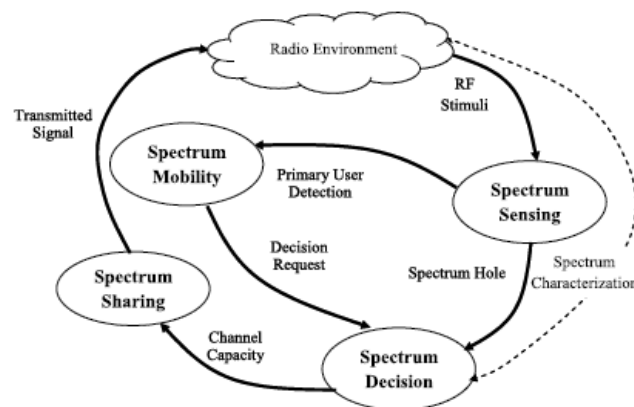 Radio Environment
RF
Stimuli
Transmitted
Signal
Spectrum
Mobility
Primary User
Detection
Spectrum
Sensing
Decision
Request
Spectrum Hole
Spectrum
Characterization
Spectrum
Sharing
Channel
Capacity
Spectrum
Decision